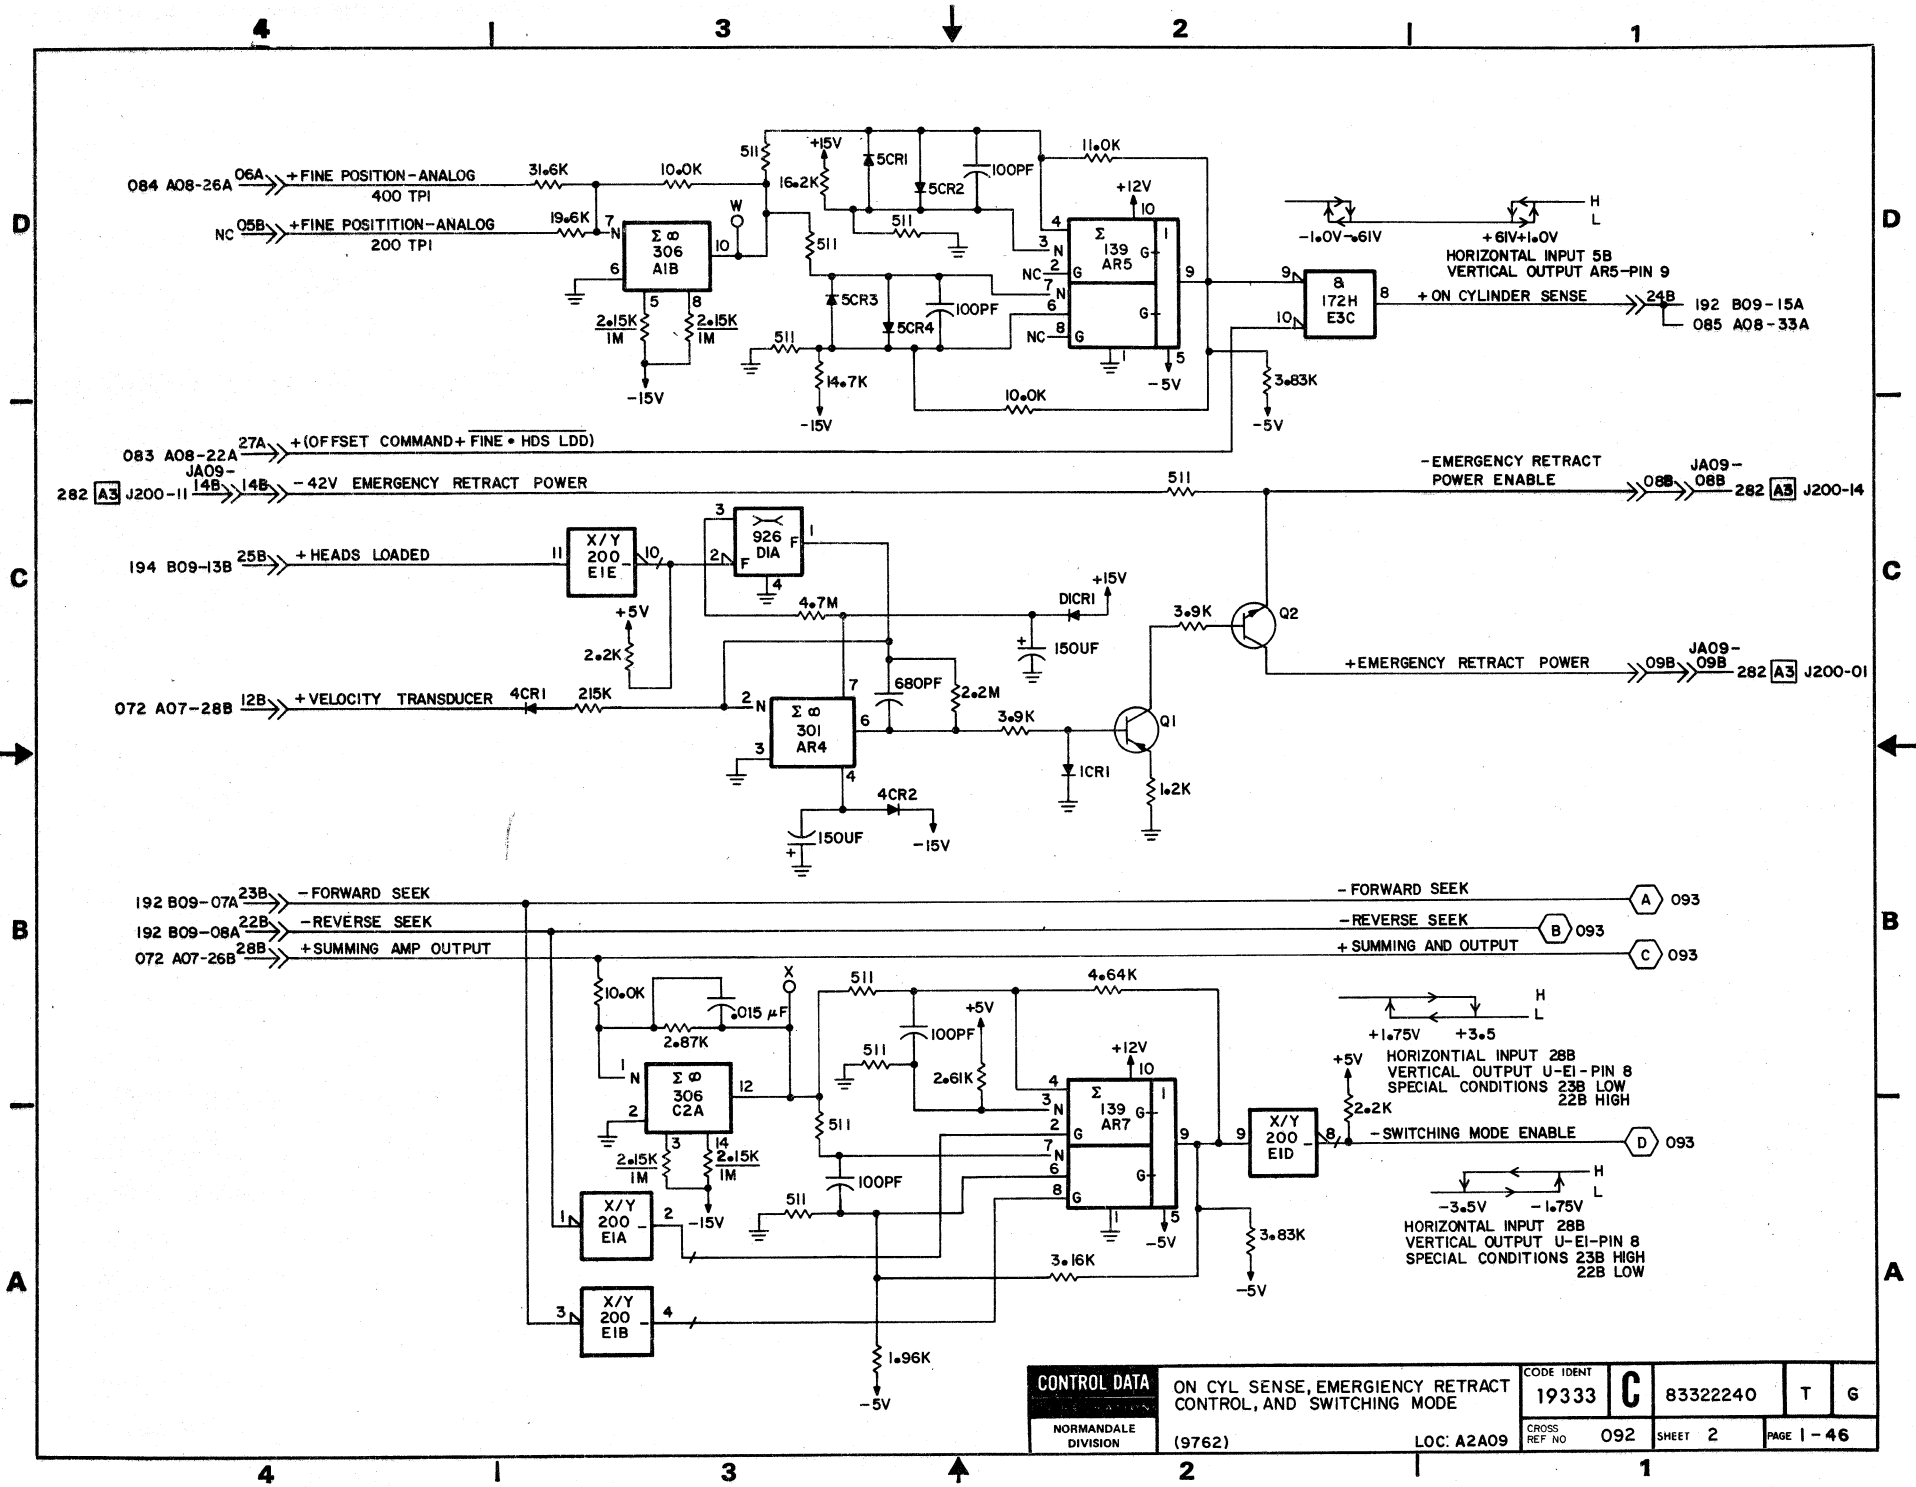 4 3 2 1
D
084 A08-26A 06A +FINE POSITION-ANALOG
400 TPI
31.6K
10.0K
NC 05B +FINE POSITITION-ANALOG
200 TPI
19.6K
7 N
Σ ∞
306
A1B
6
10
5 8
2.15K
1M
2.15K
1M
-15V
W
511
+15V
16.2K
5CR1
5CR2
100PF
511
511
5CR3
5CR4
100PF
511
14.7K
-15V
10.0K
11.0K
+12V
10
4
3 N
NC 2 G
7 N
6
NC 8 G
Σ
139
AR5
1
G
G
9
1
5
-5V
3.83K
-5V
9
10
&
172H
E3C
8
+ON CYLINDER SENSE
24B
192 B09-15A
085 A08-33A
H
L
-1.0V-.61V
+61V+1.0V
HORIZONTAL INPUT 5B
VERTICAL OUTPUT AR5-PIN 9
D
083 A08-22A 27A +(OFFSET COMMAND+FINE • HDS LDD)
JA09-
282 A3 J200-11 14B 14B -42V EMERGENCY RETRACT POWER
511
-EMERGENCY RETRACT
POWER ENABLE
JA09-
08B 08B 282 A3 J200-14
C
194 B09-13B 25B +HEADS LOADED
11
X/Y
200
E1E
10
+5V
2.2K
3
2 F
926
D1A
F 1
4
4.7M
D1CR1
+15V
150UF
3.9K
Q2
+EMERGENCY RETRACT POWER
JA09-
09B 09B 282 A3 J200-01
C
072 A07-28B 12B +VELOCITY TRANSDUCER
4CR1
215K
2 N
Σ ∞
301
AR4
7
3
6
4
680PF
2.2M
3.9K
Q1
1CR1
1.2K
4CR2
150UF
-15V
B
192 B09-07A 23B -FORWARD SEEK
-FORWARD SEEK
A 093
192 B09-08A 22B -REVERSE SEEK
-REVERSE SEEK
B 093
072 A07-26B 28B +SUMMING AMP OUTPUT
+SUMMING AND OUTPUT
C 093
B
10.0K
.015 µF
2.87K
X
1 N
Σ ∞
306
C2A
2
12
3 14
2.15K
1M
2.15K
1M
-15V
511
100PF
511
+5V
2.61K
4.64K
511
100PF
511
+12V
10
4
3 N
2 G
7 N
6
8 G
Σ
139
AR7
1
G
G
9
1
5
-5V
3.16K
3.83K
-5V
1.96K
-5V
9
X/Y
200
E1D
8
+5V
2.2K
-SWITCHING MODE ENABLE
D 093
H
L
+1.75V
+3.5
HORIZONTIAL INPUT 28B
VERTICAL OUTPUT U-E1-PIN 8
SPECIAL CONDITIONS 23B LOW
22B HIGH
H
L
-3.5V
-1.75V
HORIZONTAL INPUT 28B
VERTICAL OUTPUT U-E1-PIN 8
SPECIAL CONDITIONS 23B HIGH
22B LOW
1
X/Y
200
E1A
2
A
3
X/Y
200
E1B
4
A
CONTROL DATA
NORMANDALE
DIVISION
ON CYL SENSE, EMERGIENCY RETRACT
CONTROL, AND SWITCHING MODE
(9762)
LOC: A2A09
CODE IDENT
19333
C
83322240
T
G
CROSS
REF NO
092
SHEET 2
PAGE 1-46
4 3 2 1